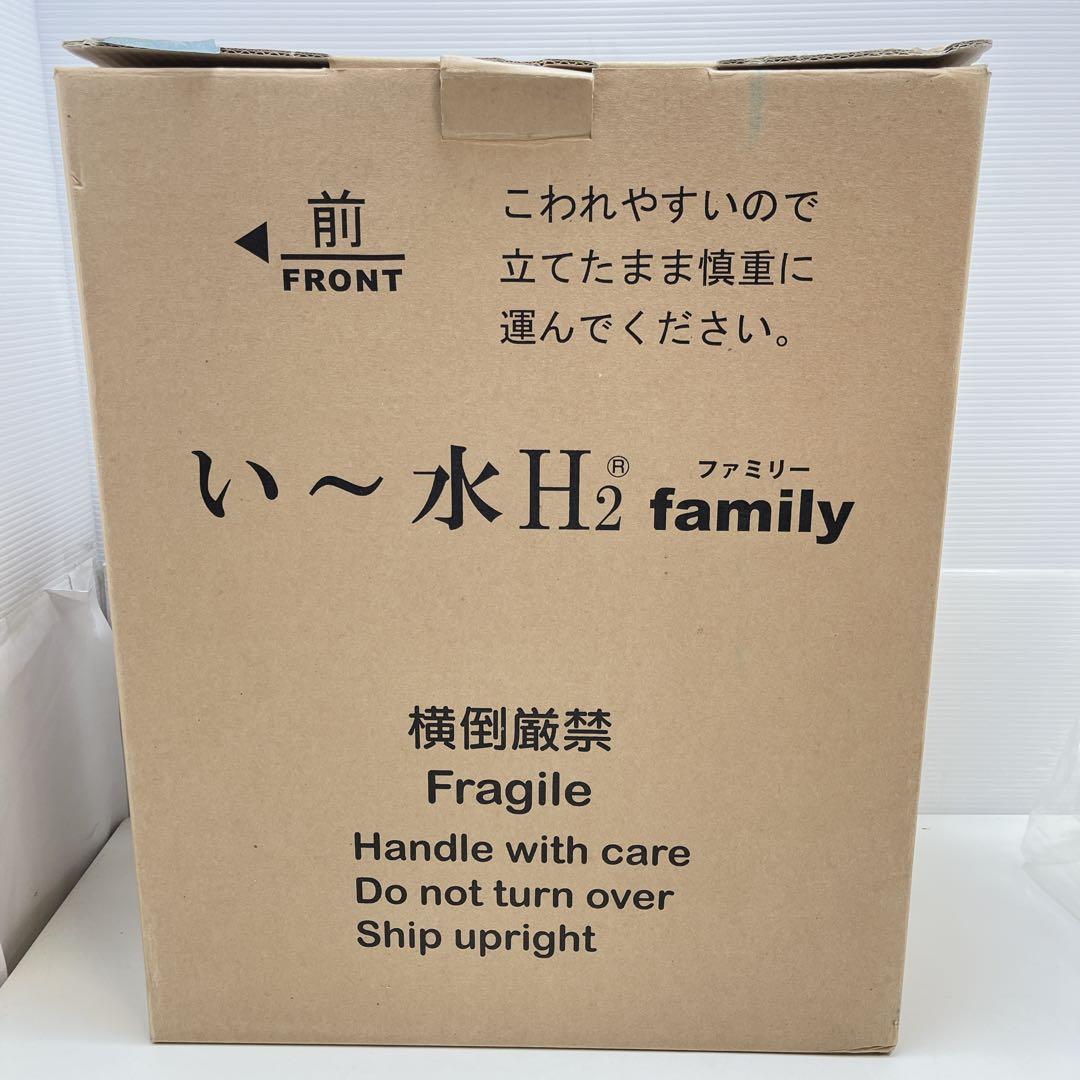 前
FRONT
こわれやすいので
立てたまま慎重に
運んでください。
い～水H₂® ファミリー
family
横倒厳禁
Fragile
Handle with care
Do not turn over
Ship upright